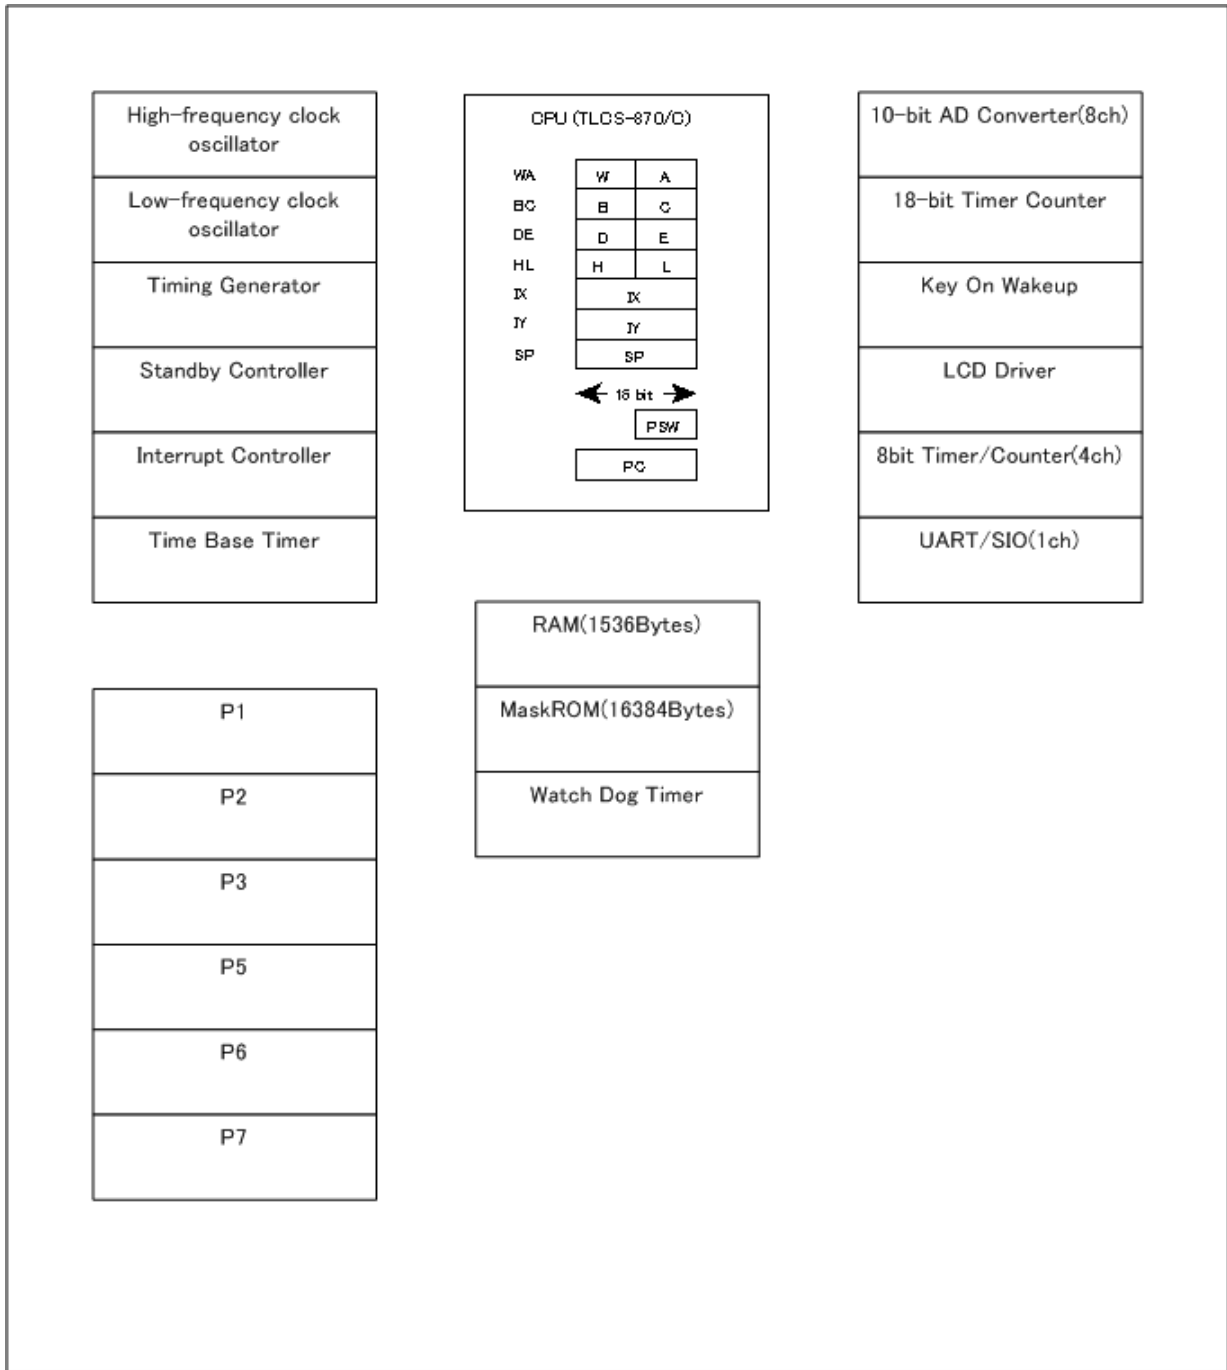 High-frequency clock
oscillator
Low-frequency clock
oscillator
Timing Generator
Standby Controller
Interrupt Controller
Time Base Timer
CPU (TLCS-870/C)
WA W A
BC B C
DE D E
HL H L
IX IX
IY IY
SP SP
16 bit
PSW
PC
10-bit AD Converter(8ch)
18-bit Timer Counter
Key On Wakeup
LCD Driver
8bit Timer/Counter(4ch)
UART/SIO(1ch)
RAM(1536Bytes)
MaskROM(16384Bytes)
Watch Dog Timer
P1
P2
P3
P5
P6
P7